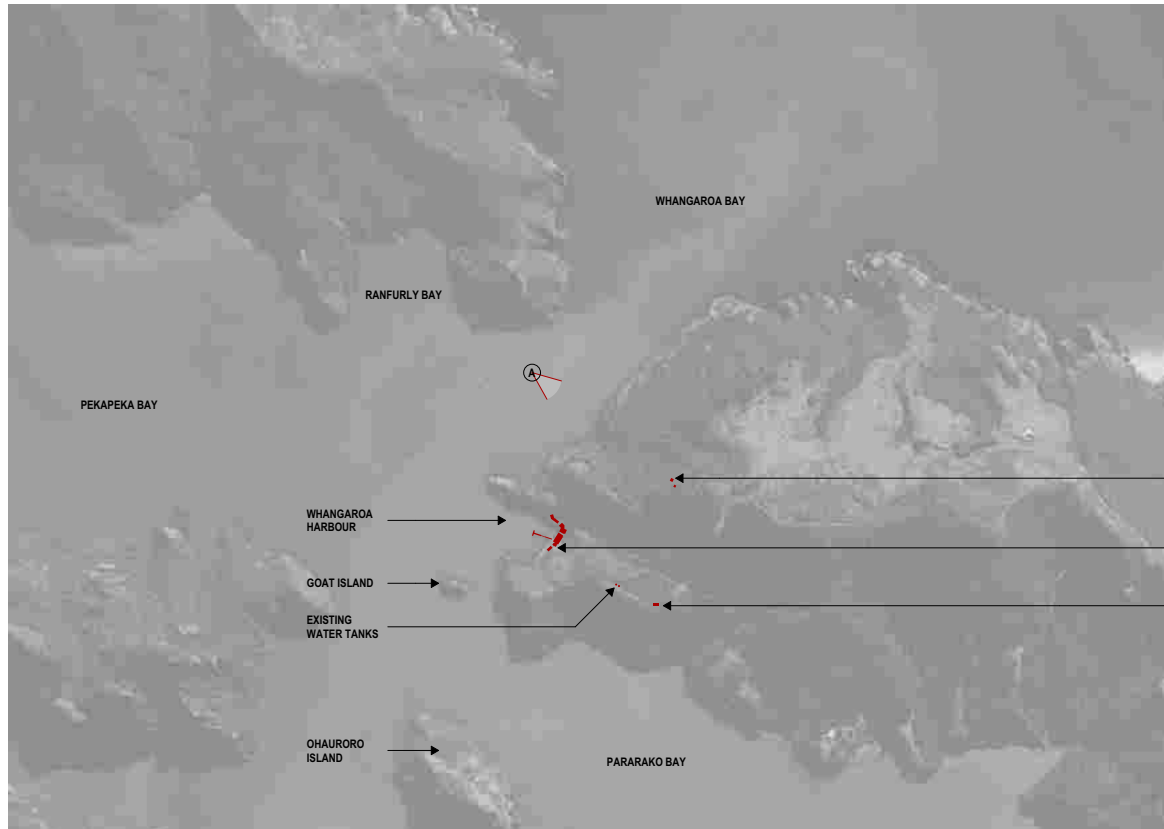 WHANGAROA BAY
RANFURLY BAY
A
PEKAPEKA BAY
WHANGAROA
HARBOUR
GOAT ISLAND
EXISTING
WATER TANKS
OHAURORO
ISLAND
PARARAKO BAY